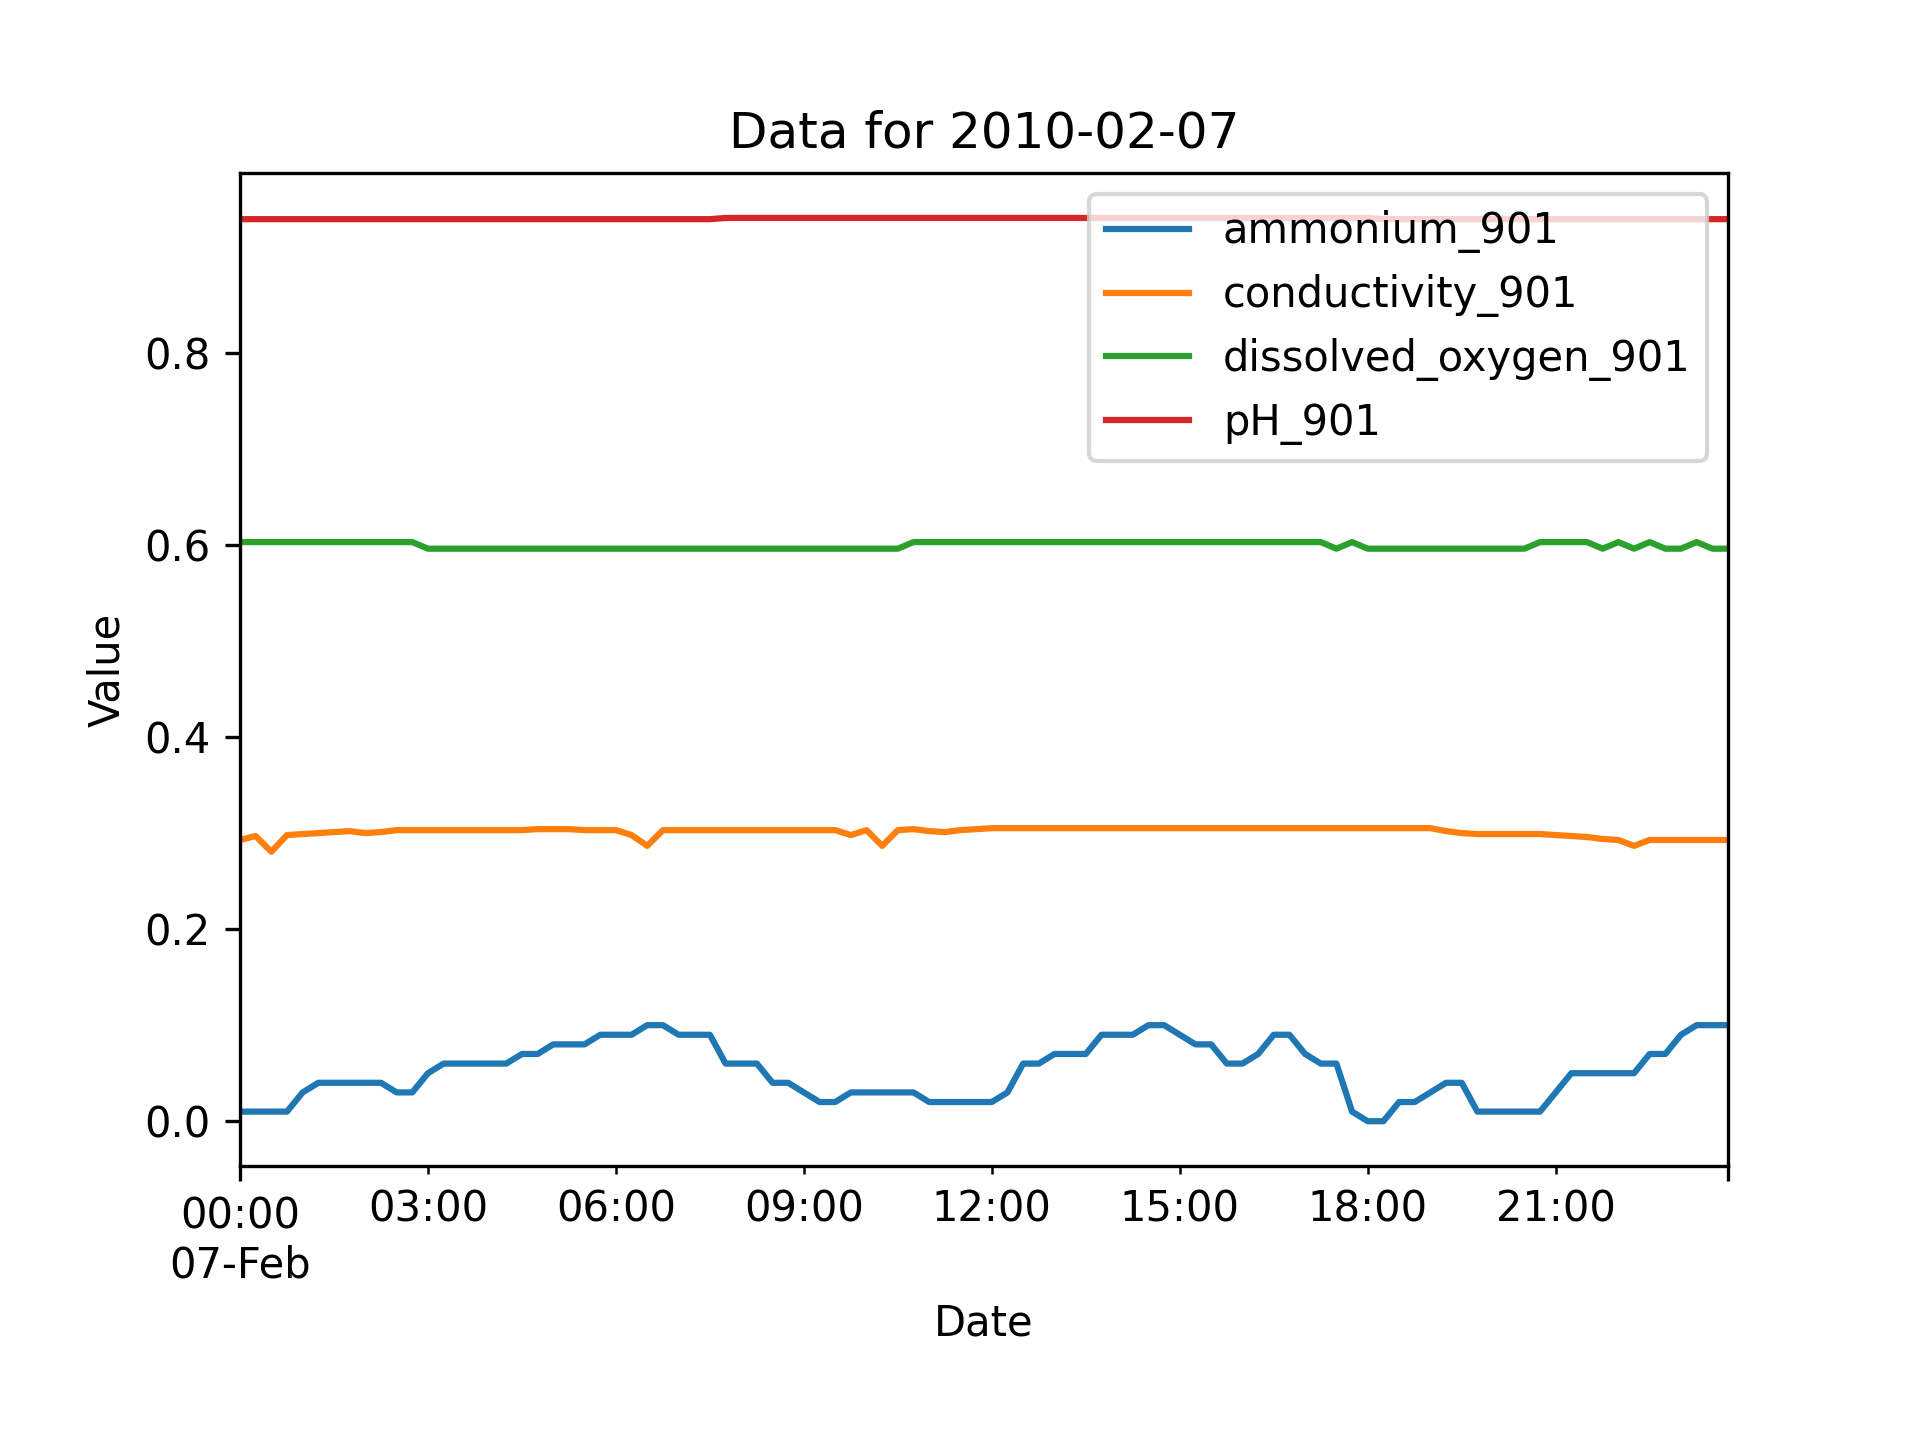 Data for 2010-02-07
ammonium_901
conductivity_901
dissolved_oxygen_901
pH_901
0.8
0.6
0.4
0.2
0.0
Value
00:00 03:00 06:00 09:00 12:00 15:00 18:00 21:00
07-Feb
Date